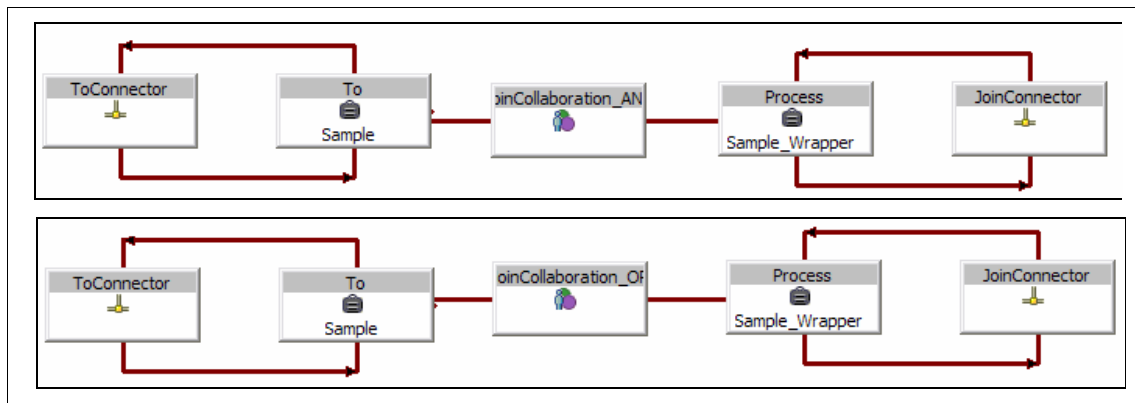 ToConnector
To
Sample
oinCollaboration_AN
Process
Sample_Wrapper
JoinConnector
ToConnector
To
Sample
oinCollaboration_OF
Process
Sample_Wrapper
JoinConnector